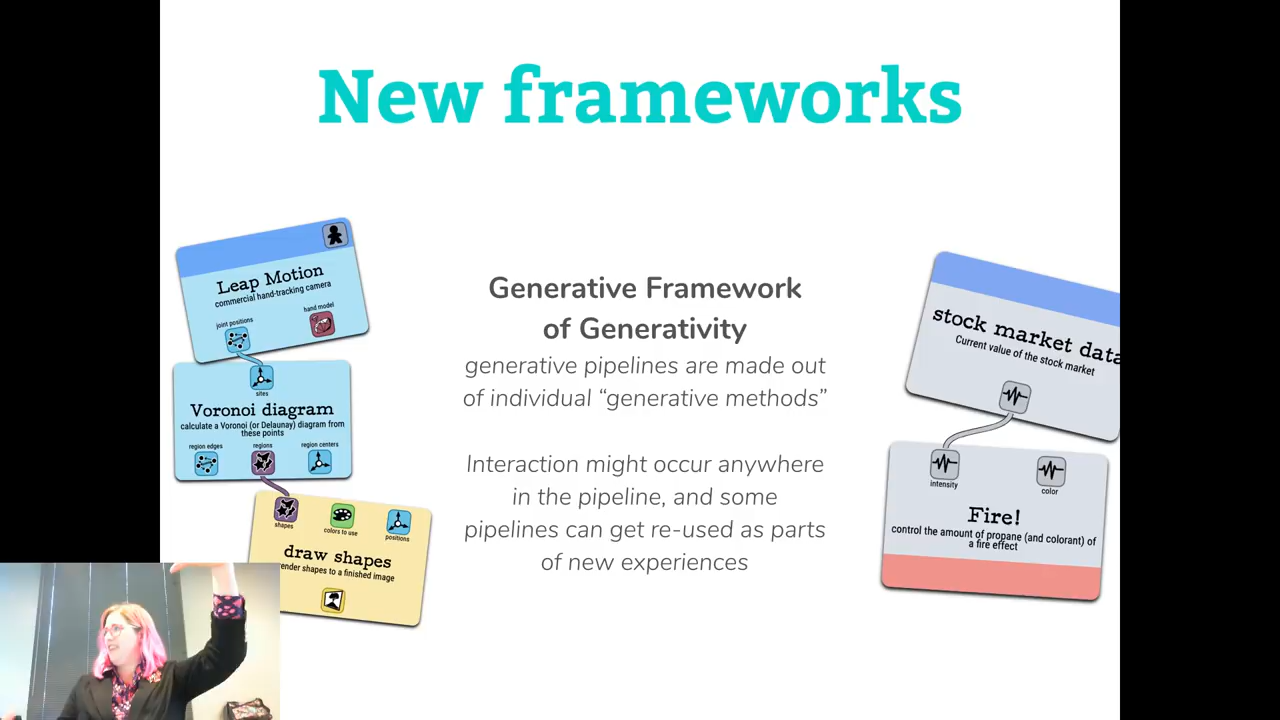 New frameworks
Leap Motion
commercial hand-tracking camera
joint positions
hand model
sites
Voronoi diagram
calculate a Voronoi (or Delaunay) diagram from
these points
region edges
regions
region centers
shapes
colors to use
positions
draw shapes
render shapes to a finished image
Generative Framework
of Generativity
generative pipelines are made out
of individual “generative methods”
Interaction might occur anywhere
in the pipeline, and some
pipelines can get re-used as parts
of new experiences
stock market data
Current value of the stock market
intensity
color
Fire!
control the amount of propane (and colorant) of
a fire effect